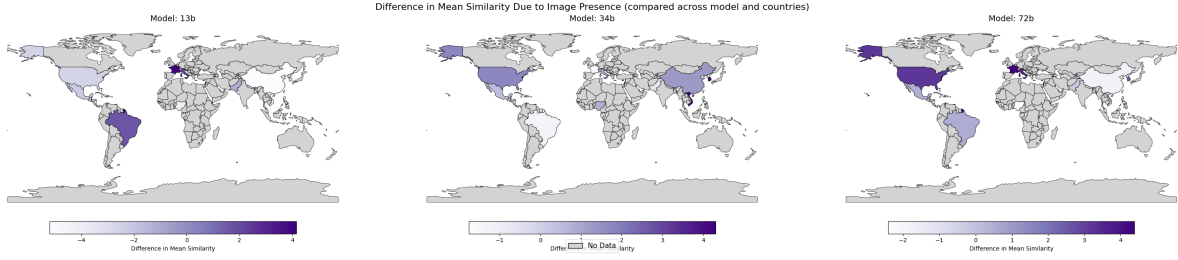 Difference in Mean Similarity Due to Image Presence (compared across model and countries)
Model: 13b
Model: 34b
Model: 72b
−4 −2 0 2 4
Difference in Mean Similarity
−1 0 1 2 3 4
Differ
ilarity
No Data
−2 −1 0 1 2 3 4
Difference in Mean Similarity